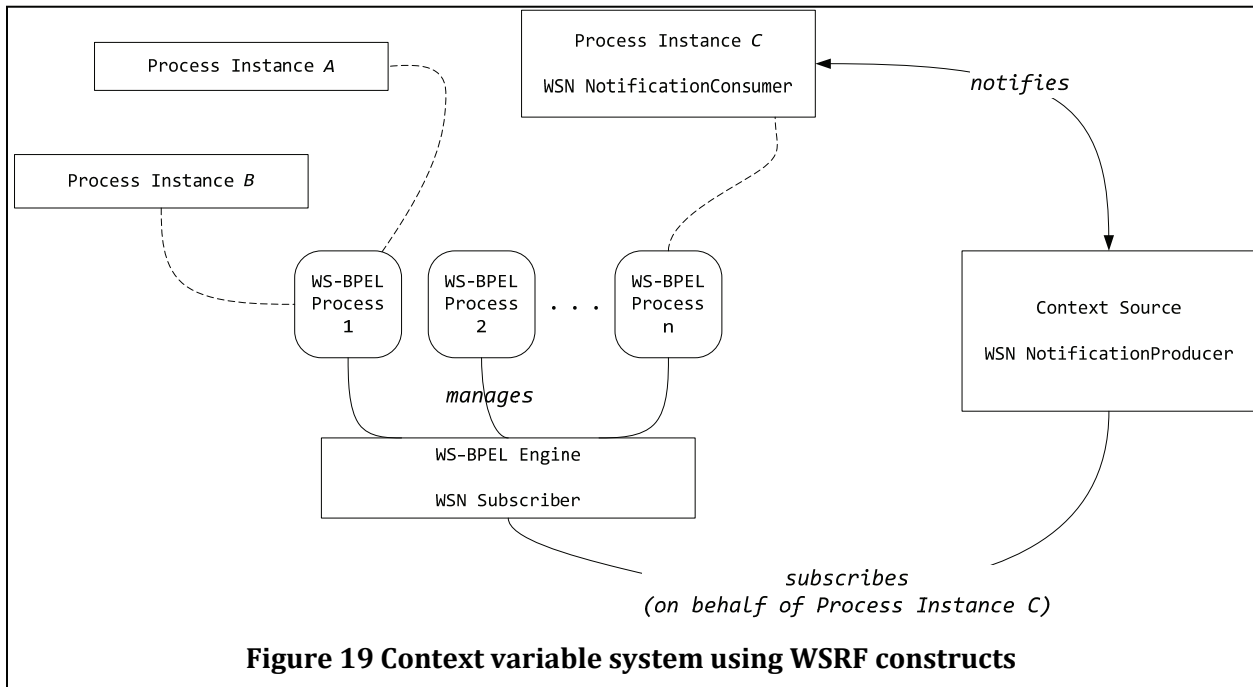 Process Instance A
Process Instance C
WSN NotificationConsumer
notifies
Process Instance B
WS-BPEL
Process
1
WS-BPEL
Process
2
. . .
WS-BPEL
Process
n
Context Source
WSN NotificationProducer
manages
WS-BPEL Engine
WSN Subscriber
subscribes
(on behalf of Process Instance C)
Figure 19 Context variable system using WSRF constructs